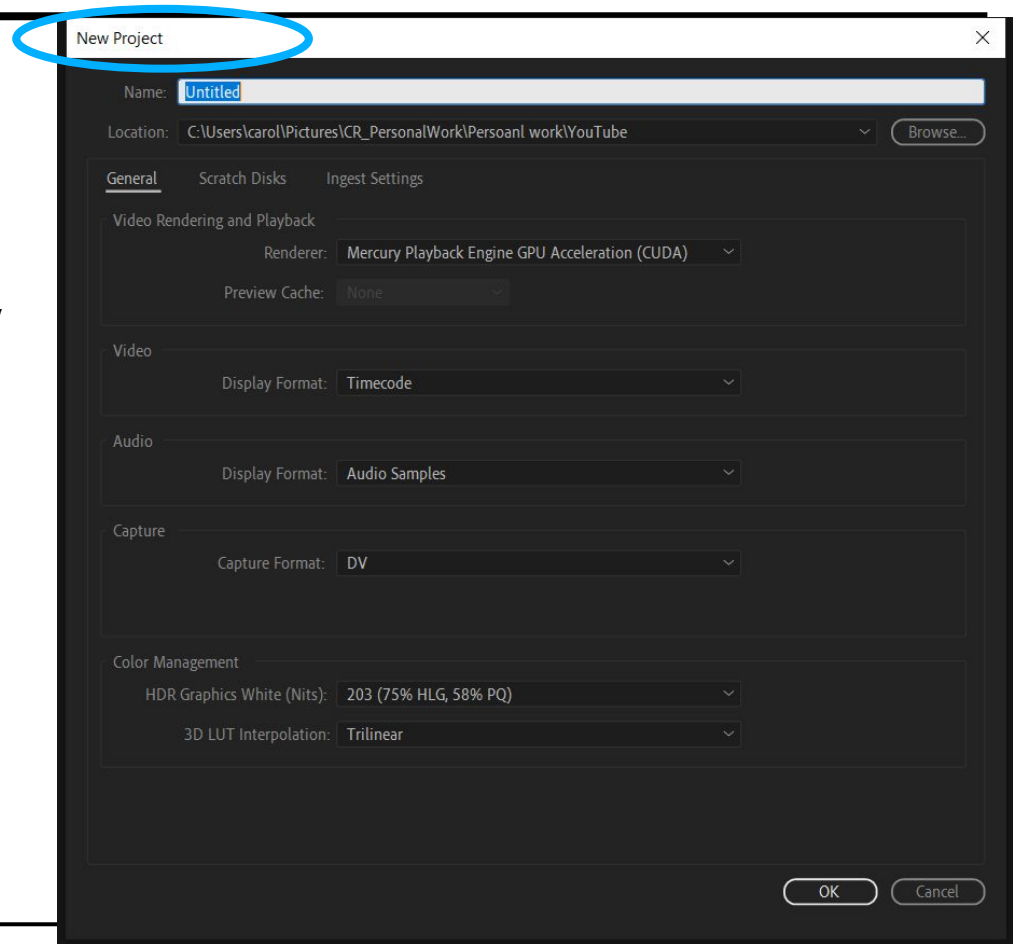 New Project
Name: Untitled
Location: C:\Users\carol\Pictures\CR_PersonalWork\Persoanl work\YouTube Browse...
General Scratch Disks Ingest Settings
Video Rendering and Playback
Renderer: Mercury Playback Engine GPU Acceleration (CUDA)
Preview Cache: None
Video
Display Format: Timecode
Audio
Display Format: Audio Samples
Capture
Capture Format: DV
Color Management
HDR Graphics White (Nits): 203 (75% HLG, 58% PQ)
3D LUT Interpolation: Trilinear
OK Cancel